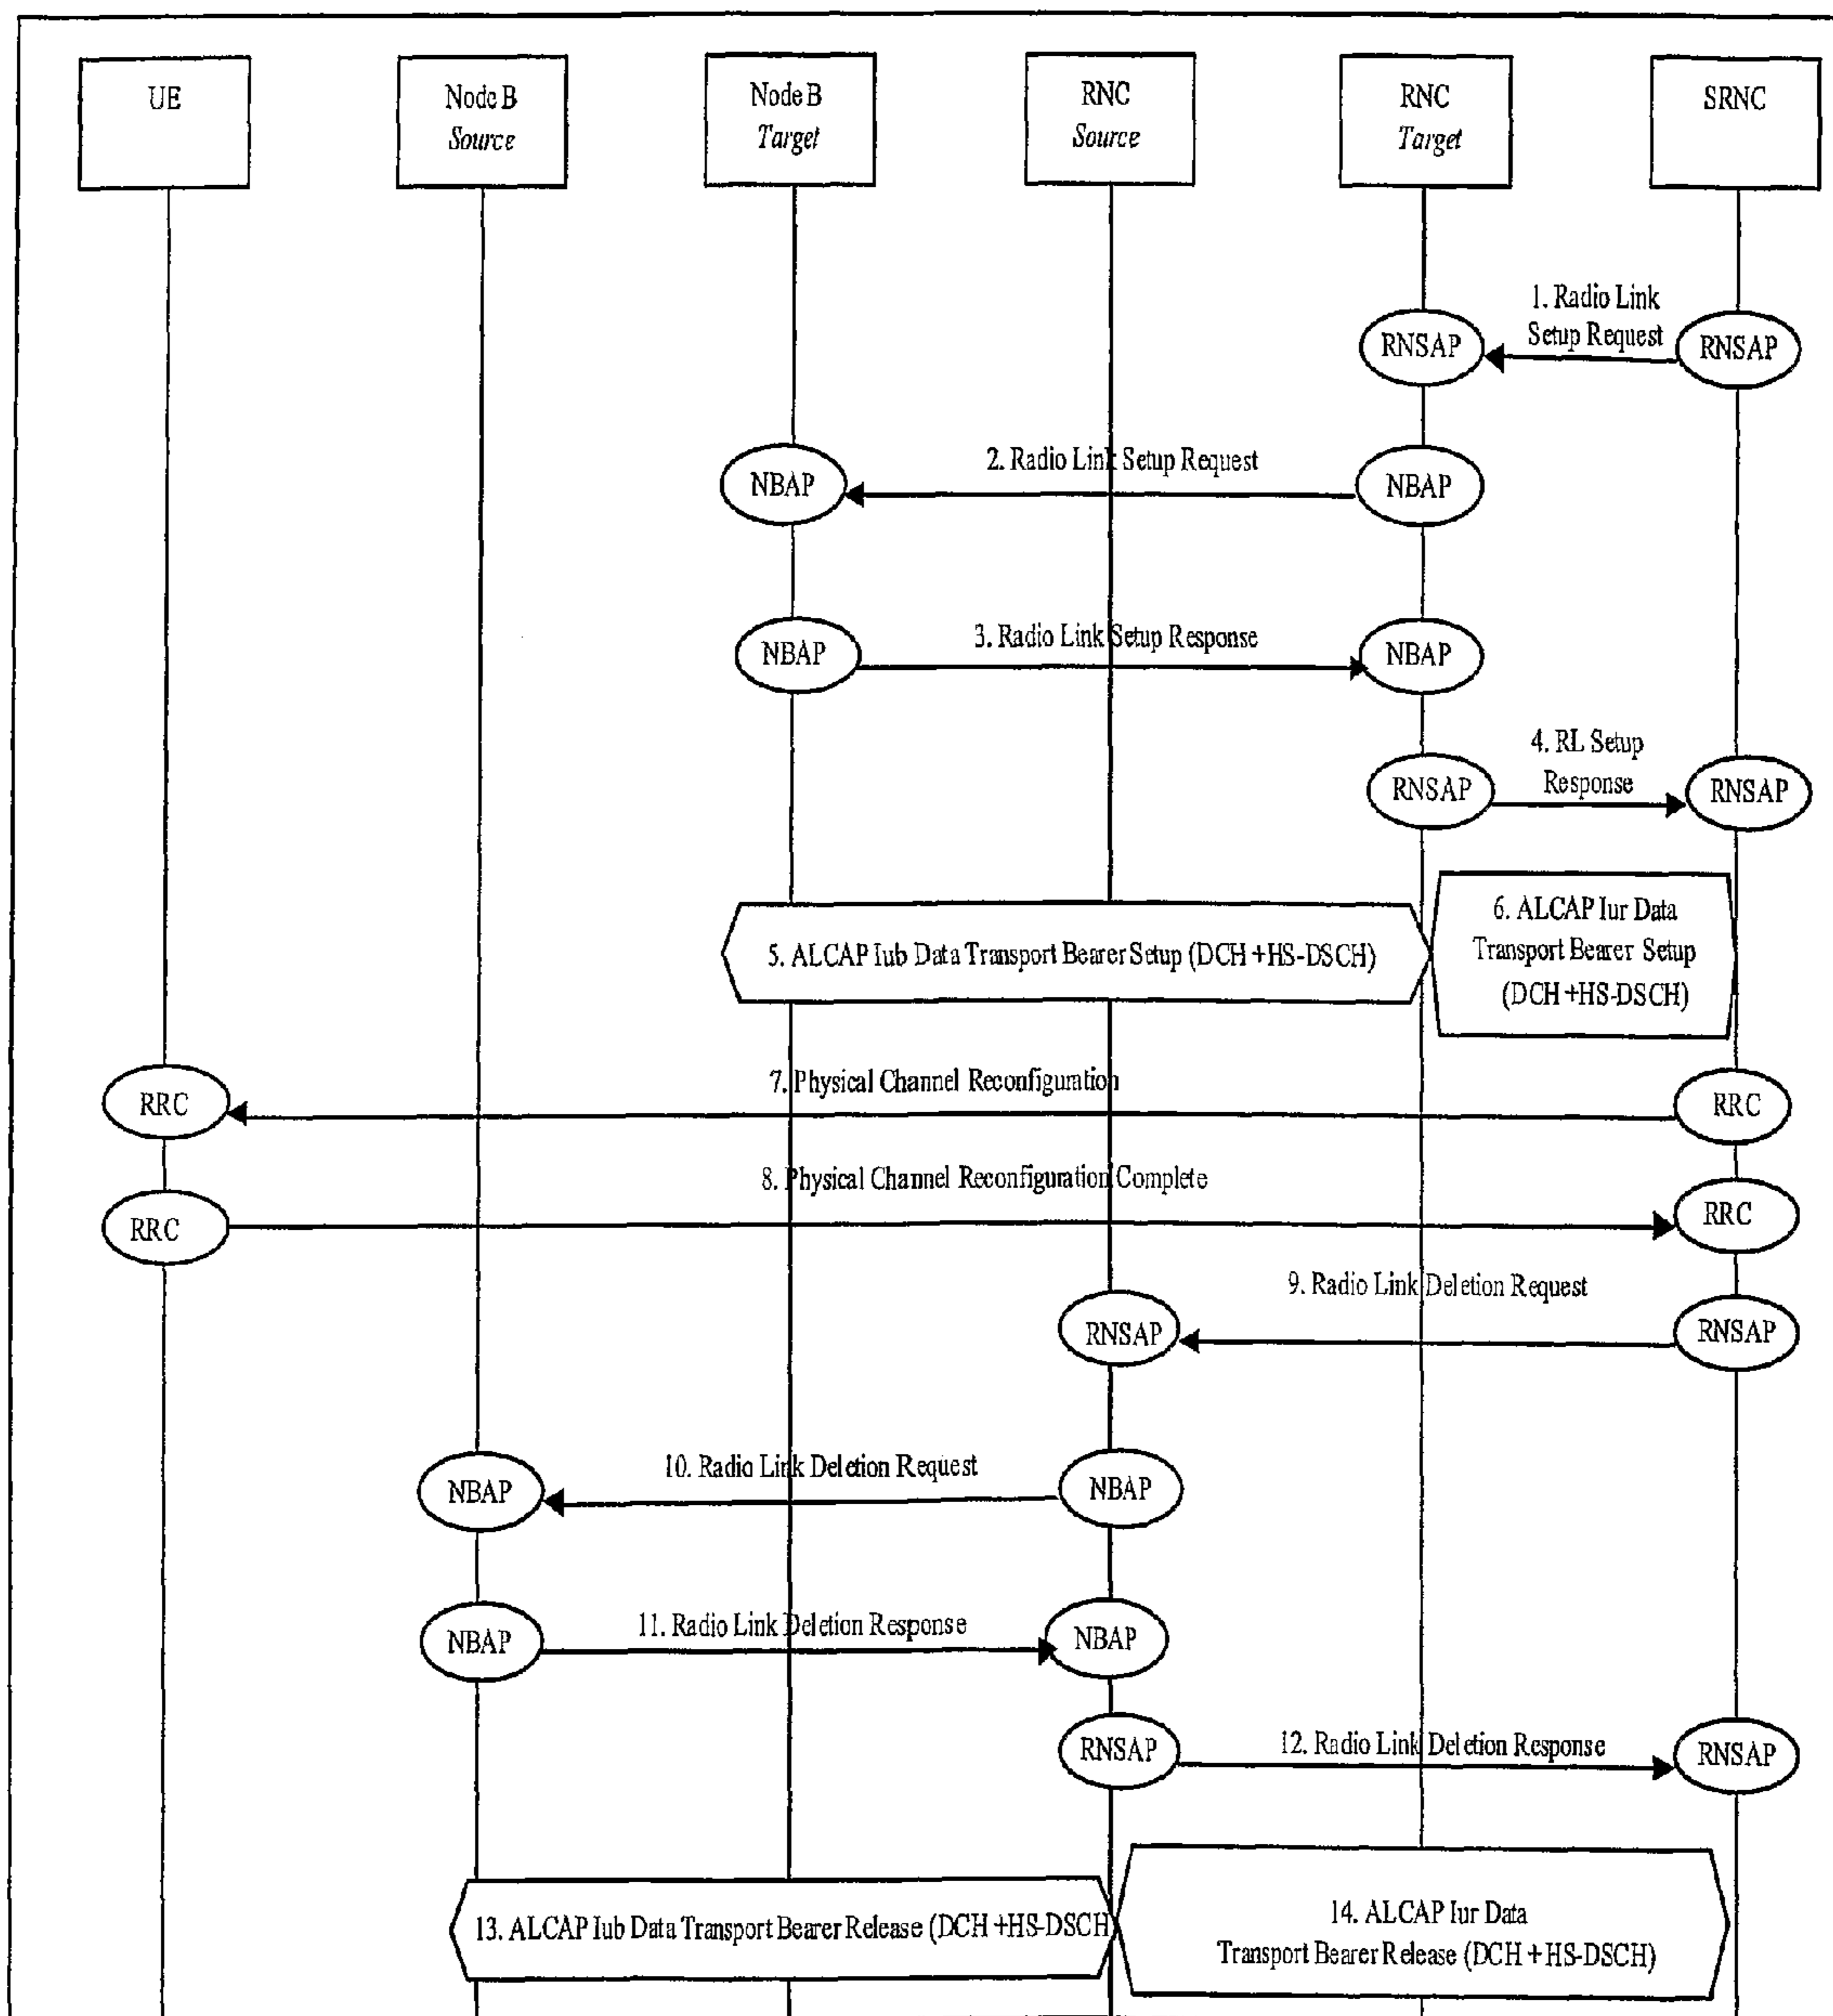 UE
Node B
Source
Node B
Target
RNC
Source
RNC
Target
SRNC
1. Radio Link
Setup Request
RNSAP
RNSAP
2. Radio Link Setup Request
NBAP
NBAP
3. Radio Link Setup Response
NBAP
NBAP
4. RL Setup
Response
RNSAP
RNSAP
5. ALCAP Iub Data Transport Bearer Setup (DCH +HS-DSCH)
6. ALCAP Iur Data
Transport Bearer Setup
(DCH +HS-DSCH)
7. Physical Channel Reconfiguration
RRC
RRC
8. Physical Channel Reconfiguration Complete
RRC
RRC
9. Radio Link Deletion Request
RNSAP
RNSAP
10. Radio Link Deletion Request
NBAP
NBAP
11. Radio Link Deletion Response
NBAP
NBAP
12. Radio Link Deletion Response
RNSAP
RNSAP
13. ALCAP Iub Data Transport Bearer Release (DCH +HS-DSCH
14. ALCAP Iur Data
Transport Bearer Release (DCH + HS-DSCH)